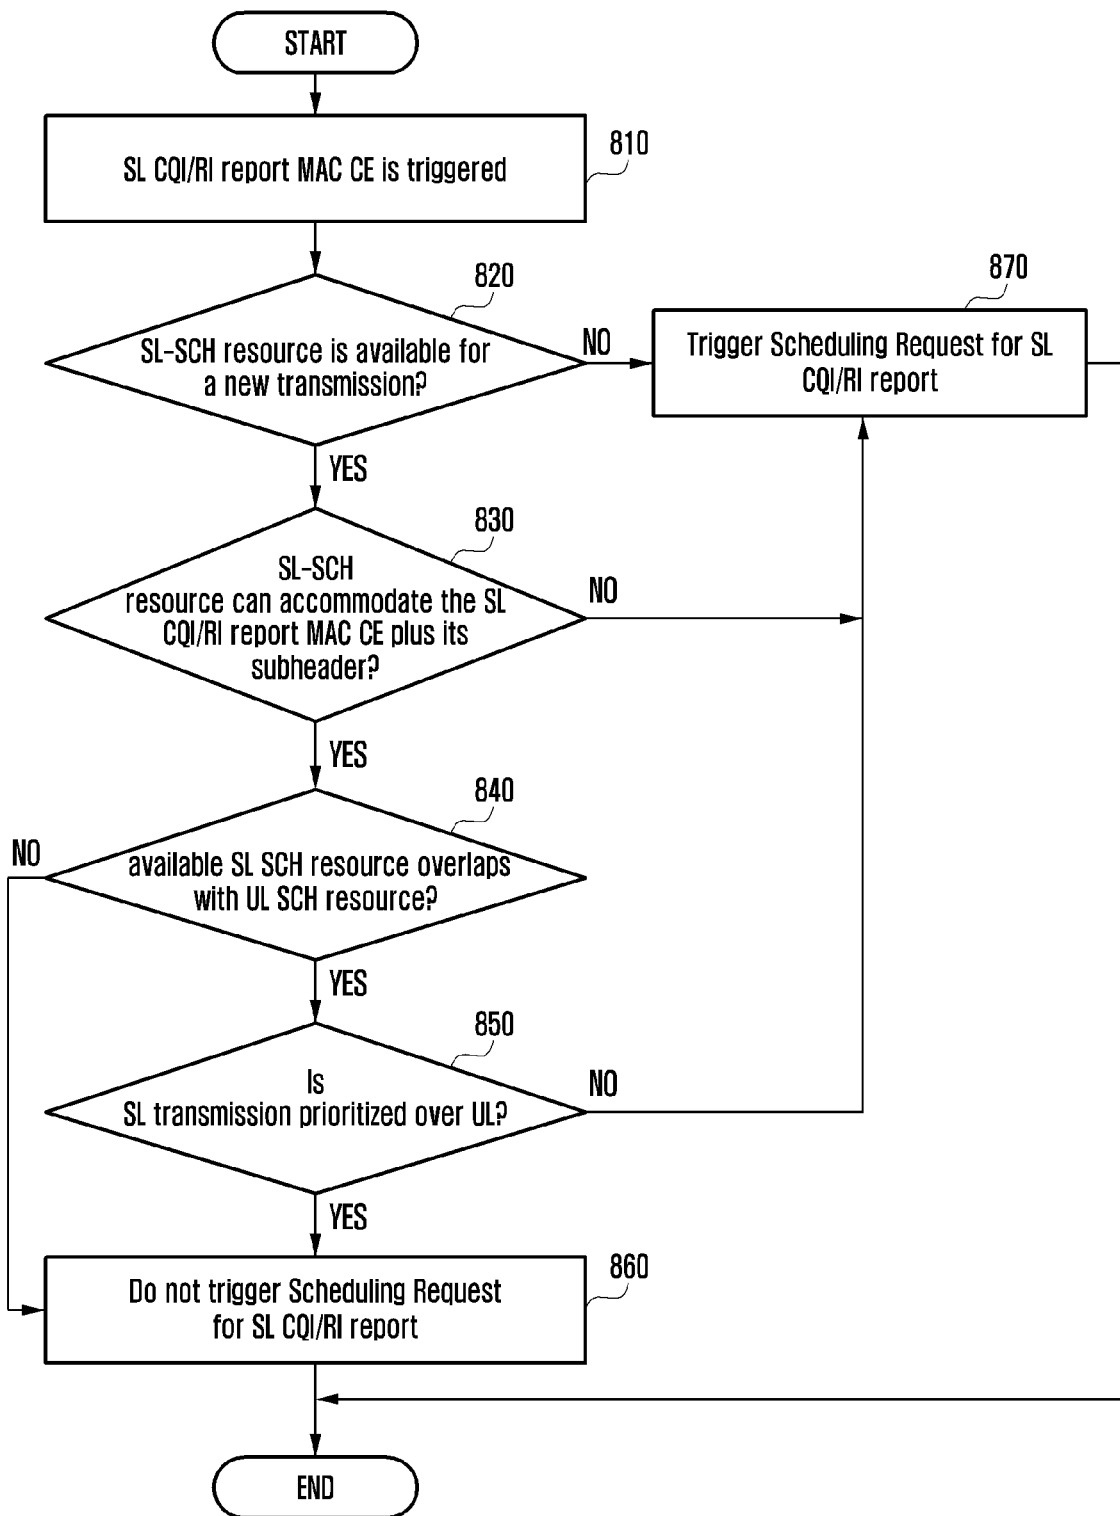 START
SL CQI/RI report MAC CE is triggered
810
820
SL-SCH resource is available for
a new transmission?
NO
870
Trigger Scheduling Request for SL
CQI/RI report
YES
830
SL-SCH
resource can accommodate the SL
CQI/RI report MAC CE plus its
subheader?
NO
YES
840
NO
available SL SCH resource overlaps
with UL SCH resource?
YES
850
Is
SL transmission prioritized over UL?
NO
YES
860
Do not trigger Scheduling Request
for SL CQI/RI report
END